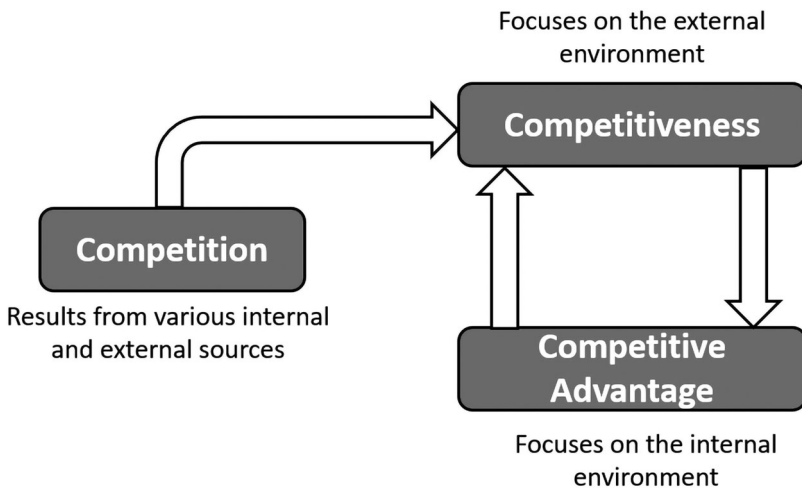 Focuses on the external
environment
Competitiveness
Competition
Results from various internal
and external sources
Competitive
Advantage
Focuses on the internal
environment